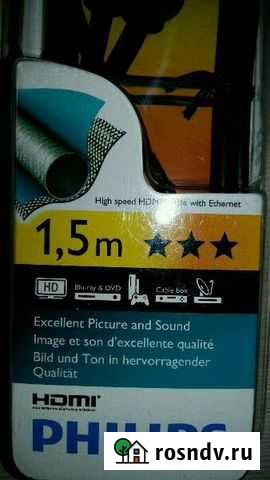 High speed HDMI with Ethernet
1,5m
HD Blu-ray & DVD Cable box
Excellent Picture and Sound
Image et son d'excellente qualité
Bild und Ton in hervorragender
Qualität
HDMI
PHILIPS
rosndv.ru